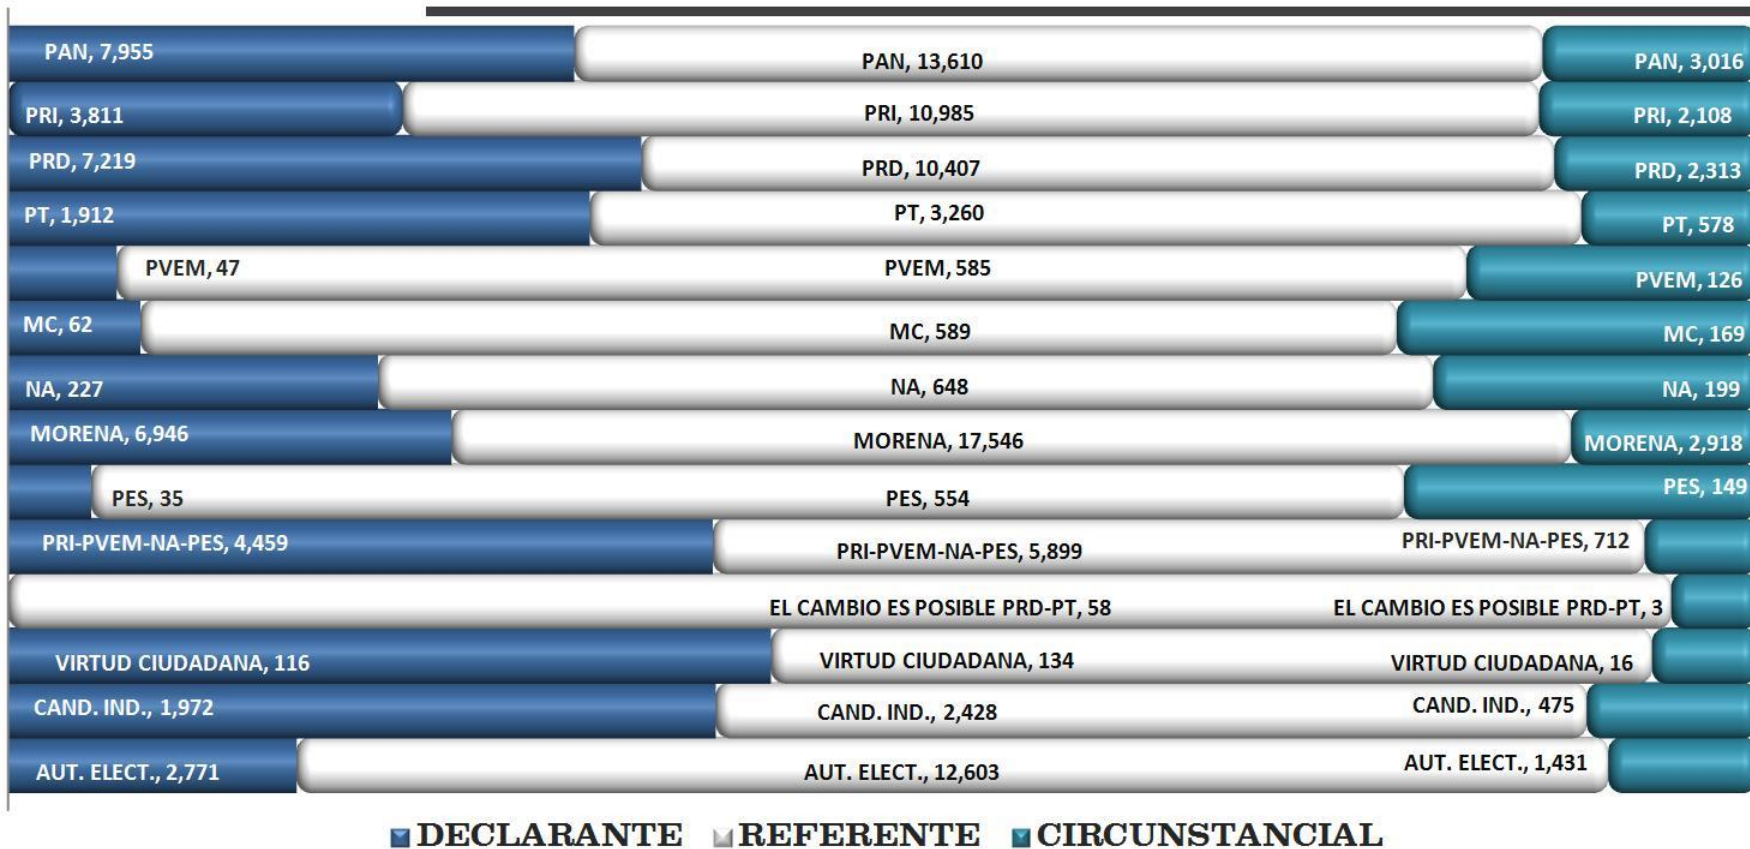 PAN, 7,955 PAN, 13,610 PAN, 3,016
PRI, 3,811 PRI, 10,985 PRI, 2,108
PRD, 7,219 PRD, 10,407 PRD, 2,313
PT, 1,912 PT, 3,260 PT, 578
PVEM, 47 PVEM, 585 PVEM, 126
MC, 62 MC, 589 MC, 169
NA, 227 NA, 648 NA, 199
MORENA, 6,946 MORENA, 17,546 MORENA, 2,918
PES, 35 PES, 554 PES, 149
PRI-PVEM-NA-PES, 4,459 PRI-PVEM-NA-PES, 5,899 PRI-PVEM-NA-PES, 712
EL CAMBIO ES POSIBLE PRD-PT, 58 EL CAMBIO ES POSIBLE PRD-PT, 3
VIRTUD CIUDADANA, 116 VIRTUD CIUDADANA, 134 VIRTUD CIUDADANA, 16
CAND. IND., 1,972 CAND. IND., 2,428 CAND. IND., 475
AUT. ELECT., 2,771 AUT. ELECT., 12,603 AUT. ELECT., 1,431
DECLARANTE REFERENTE CIRCUNSTANCIAL